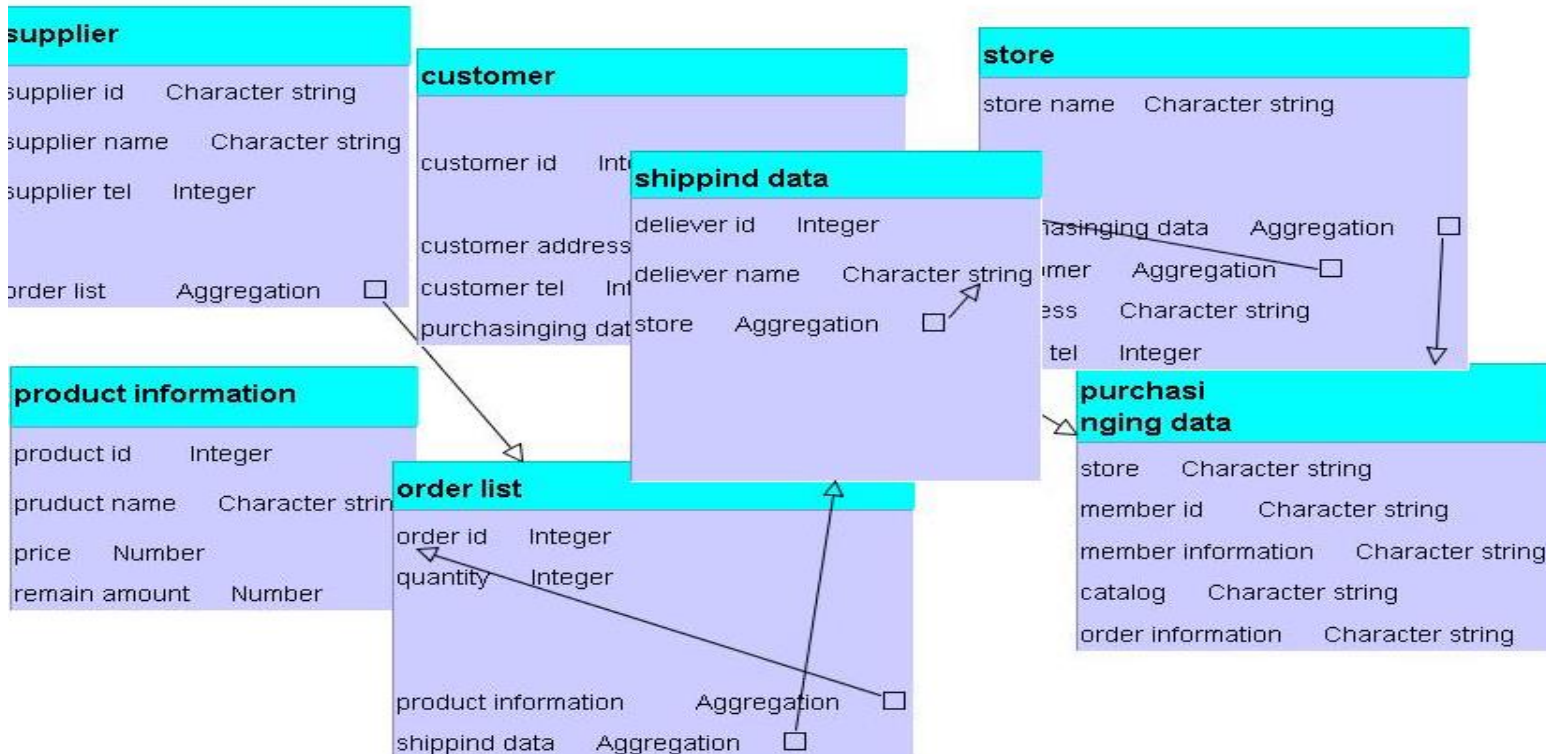 supplier
supplier id Character string
supplier name Character string
supplier tel Integer
order list Aggregation
customer
customer id
customer address
customer tel
purchasinging
store
store name Character string
Aggregation
Aggregation
Character string
tel Integer
shippind data
deliever id Integer
deliever name Character string
store Aggregation
product information
product id Integer
pruduct name Character
price Number
remain amount Number
order list
order id Integer
quantity Integer
product information Aggregation
shippind data Aggregation
purchasi
nging data
store Character string
member id Character string
member information Character string
catalog Character string
order information Character string